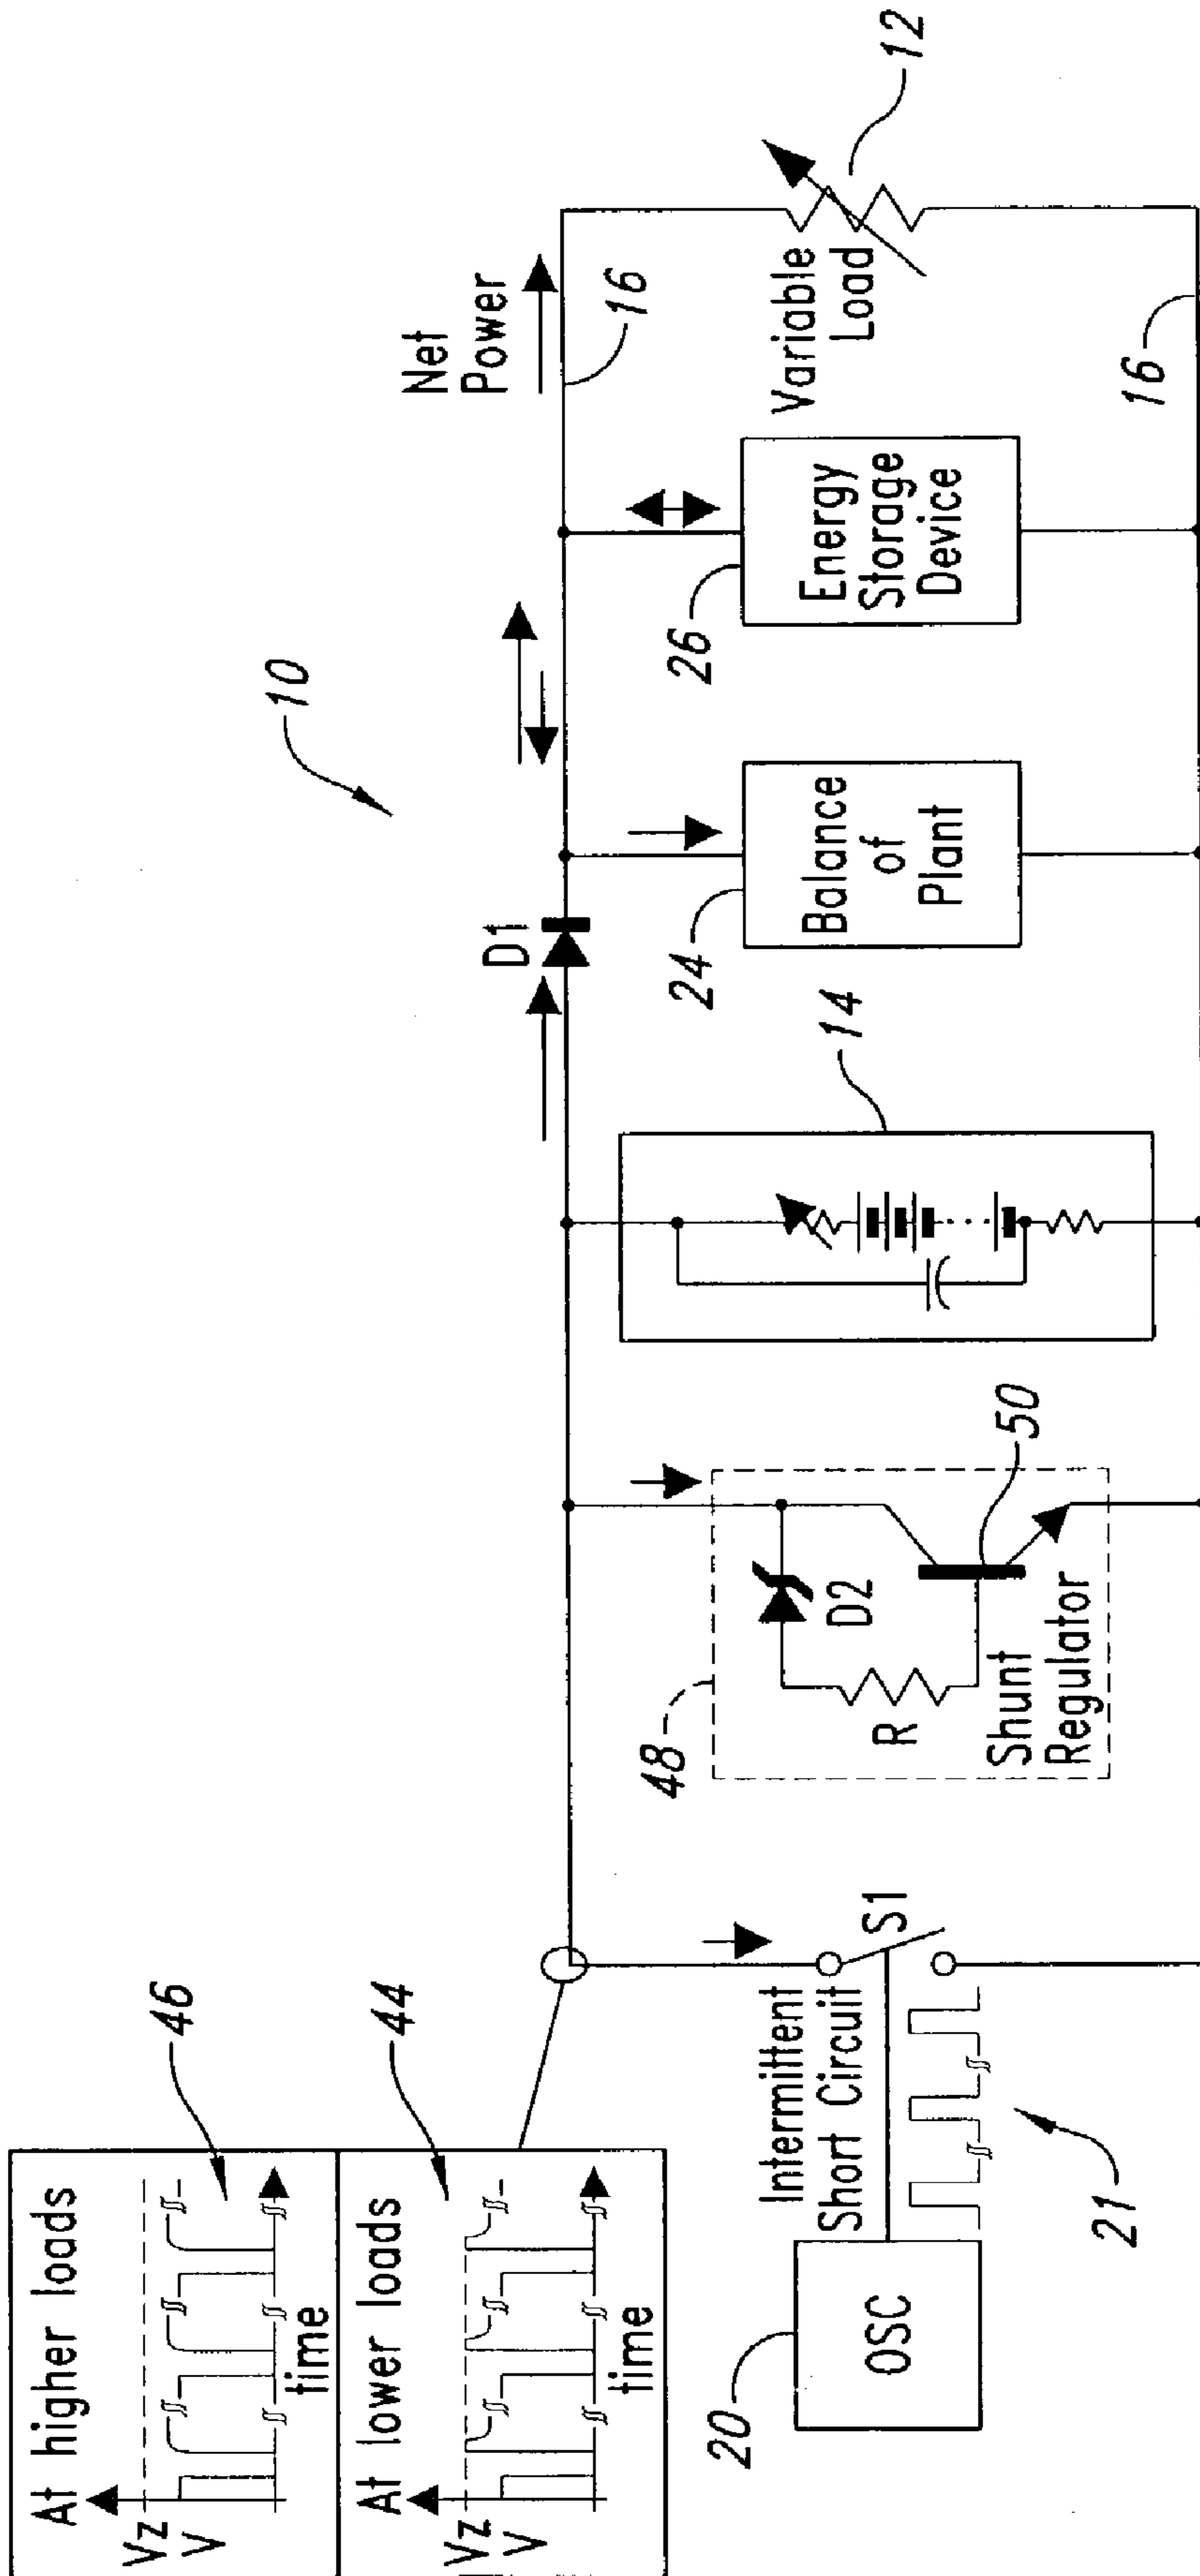 At higher loads
Vz
V
time
46
At lower loads
Vz
V
time
44
10
Net
Power
16
D1
12
Variable
Load
16
26
Energy
Storage
Device
24
Balance
of
Plant
14
48
D2
R
50
Shunt
Regulator
Intermittent
Short Circuit
S1
20
OSC
21